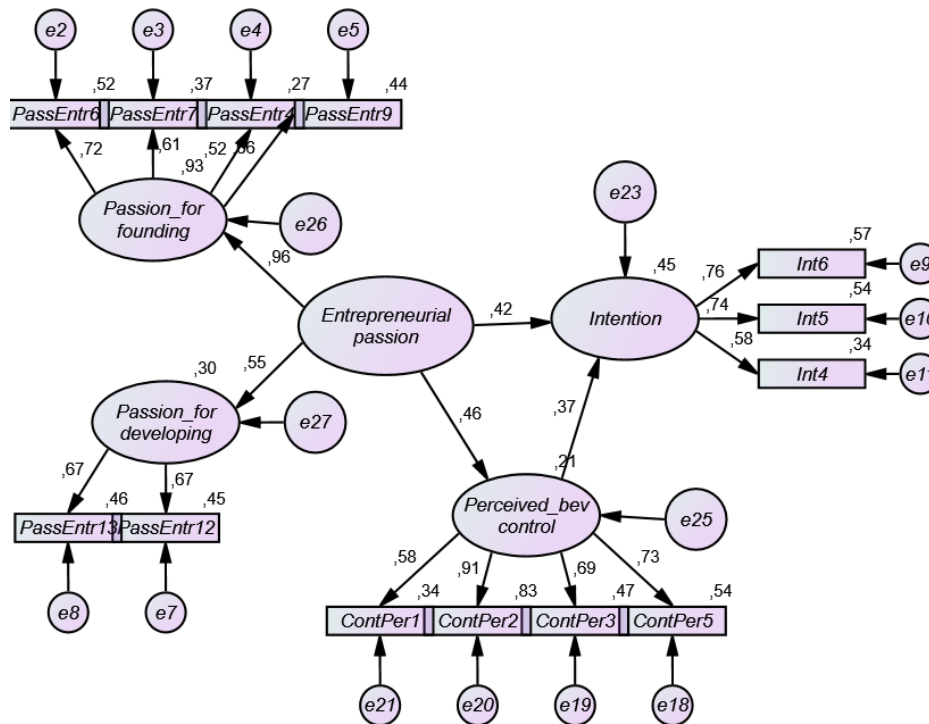 e2
e3
e4
e5
,52
,37
,27
,44
PassEntr6
PassEntr7
PassEntr4
PassEntr9
,72
,61
,93
,52
,66
Passion_for
founding
e26
e23
,96
,45
,76
,57
Int6
e9
,74
,54
Int5
,58
,34
Int4
Entrepreneurial
passion
,42
Intention
,30
,55
Passion_for
developing
e27
,46
,37
,21
,67
,67
,46
,45
PassEntr13
PassEntr12
e8
e7
Perceived_bev
control
e25
,58
,91
,69
,73
,34
,83
,47
,54
ContPer1
ContPer2
ContPer3
ContPer5
e21
e20
e19
e18